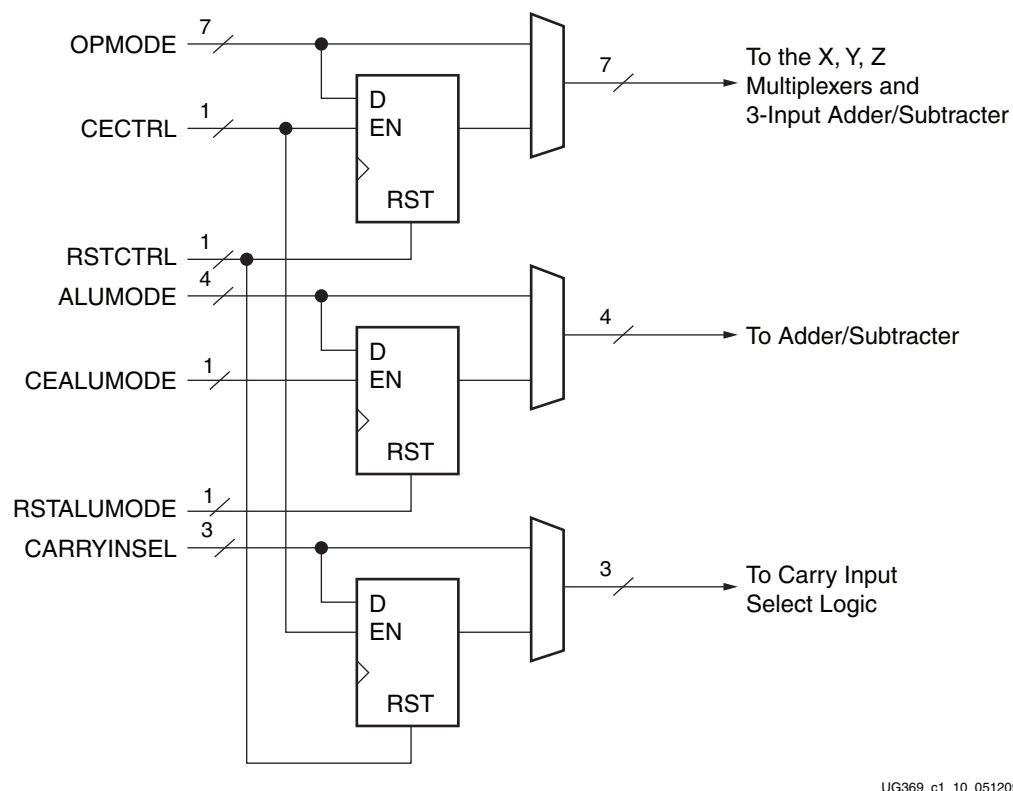 OPMODE
7
D
EN
RST
7
To the X, Y, Z
Multiplexers and
3-Input Adder/Subtracter
CECTRL
1
RSTCTRL
1
ALUMODE
4
D
EN
RST
4
To Adder/Subtracter
CEALUMODE
1
RSTALUMODE
1
CARRYINSEL
3
D
EN
RST
3
To Carry Input
Select Logic